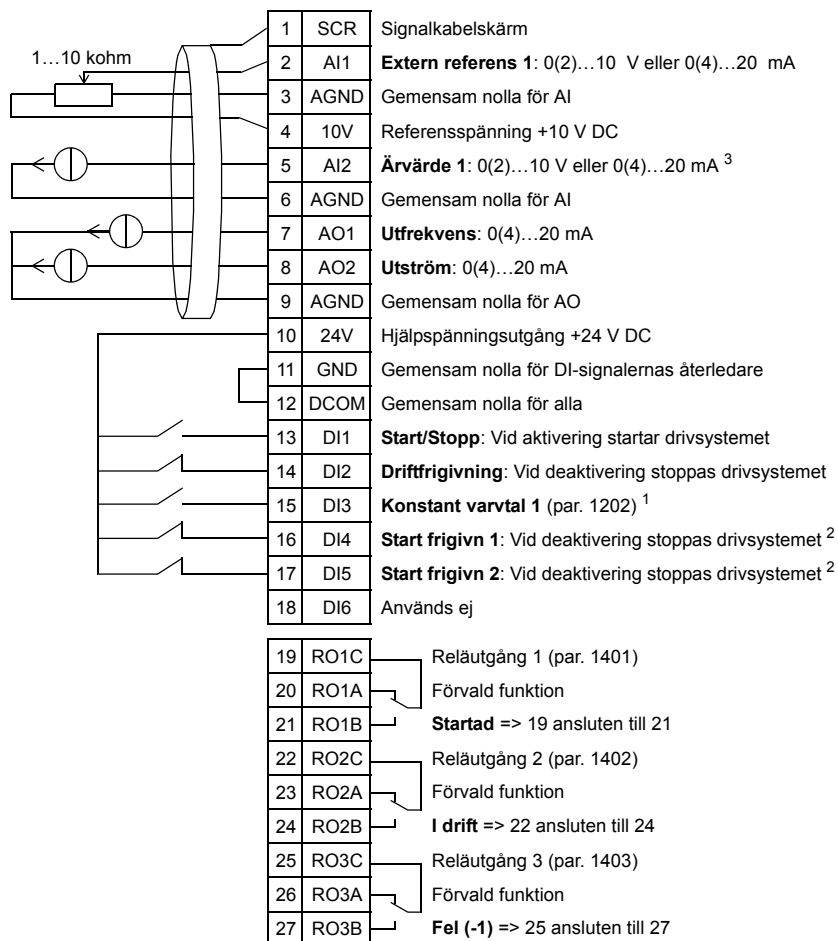 1…10 kohm
1 SCR Signalkabelskärm
2 AI1 Extern referens 1: 0(2)…10 V eller 0(4)…20 mA
3 AGND Gemensam nolla för AI
4 10V Referensspänning +10 V DC
5 AI2 Ärvärde 1: 0(2)…10 V eller 0(4)…20 mA 3
6 AGND Gemensam nolla för AI
7 AO1 Utfrekvens: 0(4)…20 mA
8 AO2 Utström: 0(4)…20 mA
9 AGND Gemensam nolla för AO
10 24V Hjälpspänningsutgång +24 V DC
11 GND Gemensam nolla för DI-signalernas återledare
12 DCOM Gemensam nolla för alla
13 DI1 Start/Stopp: Vid aktivering startar drivsystemet
14 DI2 Driftfrigivning: Vid deaktivering stoppas drivsystemet
15 DI3 Konstant varvtal 1 (par. 1202) 1
16 DI4 Start frigivn 1: Vid deaktivering stoppas drivsystemet 2
17 DI5 Start frigivn 2: Vid deaktivering stoppas drivsystemet 2
18 DI6 Används ej
19 RO1C Reläutgång 1 (par. 1401)
20 RO1A Förvald funktion
21 RO1B Startad => 19 ansluten till 21
22 RO2C Reläutgång 2 (par. 1402)
23 RO2A Förvald funktion
24 RO2B I drift => 22 ansluten till 24
25 RO3C Reläutgång 3 (par. 1403)
26 RO3A Förvald funktion
27 RO3B Fel (-1) => 25 ansluten till 27